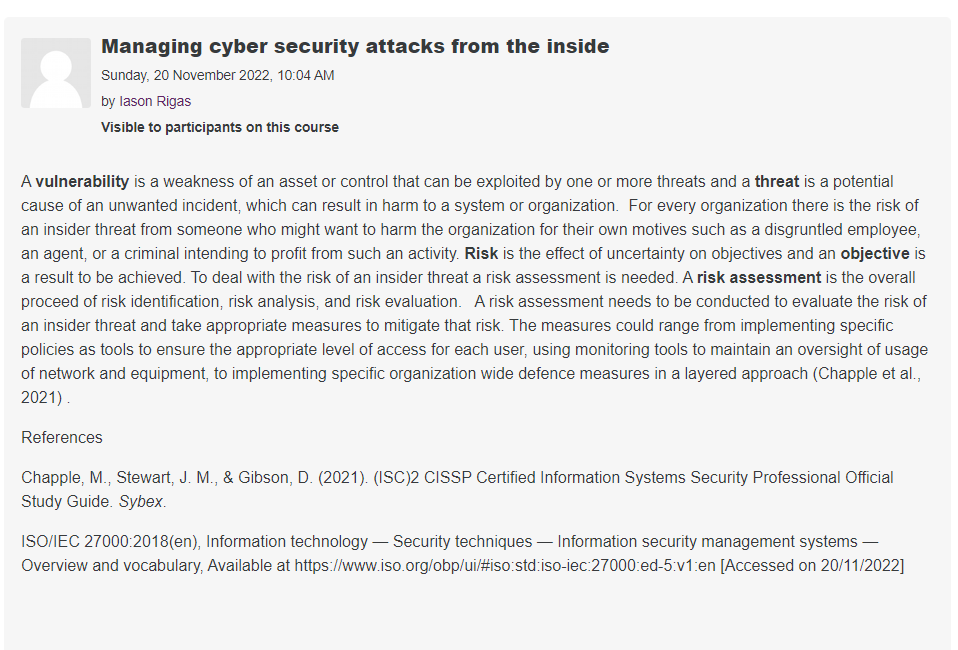 Managing cyber security attacks from the inside
Sunday, 20 November 2022, 10:04 AM
by Iason Rigas
Visible to participants on this course
A vulnerability is a weakness of an asset or control that can be exploited by one or more threats and a threat is a potential
cause of an unwanted incident, which can result in harm to a system or organization.  For every organization there is the risk of
an insider threat from someone who might want to harm the organization for their own motives such as a disgruntled employee,
an agent, or a criminal intending to profit from such an activity. Risk is the effect of uncertainty on objectives and an objective is
a result to be achieved. To deal with the risk of an insider threat a risk assessment is needed. A risk assessment is the overall
proceed of risk identification, risk analysis, and risk evaluation.   A risk assessment needs to be conducted to evaluate the risk of
an insider threat and take appropriate measures to mitigate that risk. The measures could range from implementing specific
policies as tools to ensure the appropriate level of access for each user, using monitoring tools to maintain an oversight of usage
of network and equipment, to implementing specific organization wide defence measures in a layered approach (Chapple et al.,
2021) .
References
Chapple, M., Stewart, J. M., & Gibson, D. (2021). (ISC)2 CISSP Certified Information Systems Security Professional Official
Study Guide. Sybex.
ISO/IEC 27000:2018(en), Information technology — Security techniques — Information security management systems —
Overview and vocabulary, Available at https://www.iso.org/obp/ui/#iso:std:iso-iec:27000:ed-5:v1:en [Accessed on 20/11/2022]